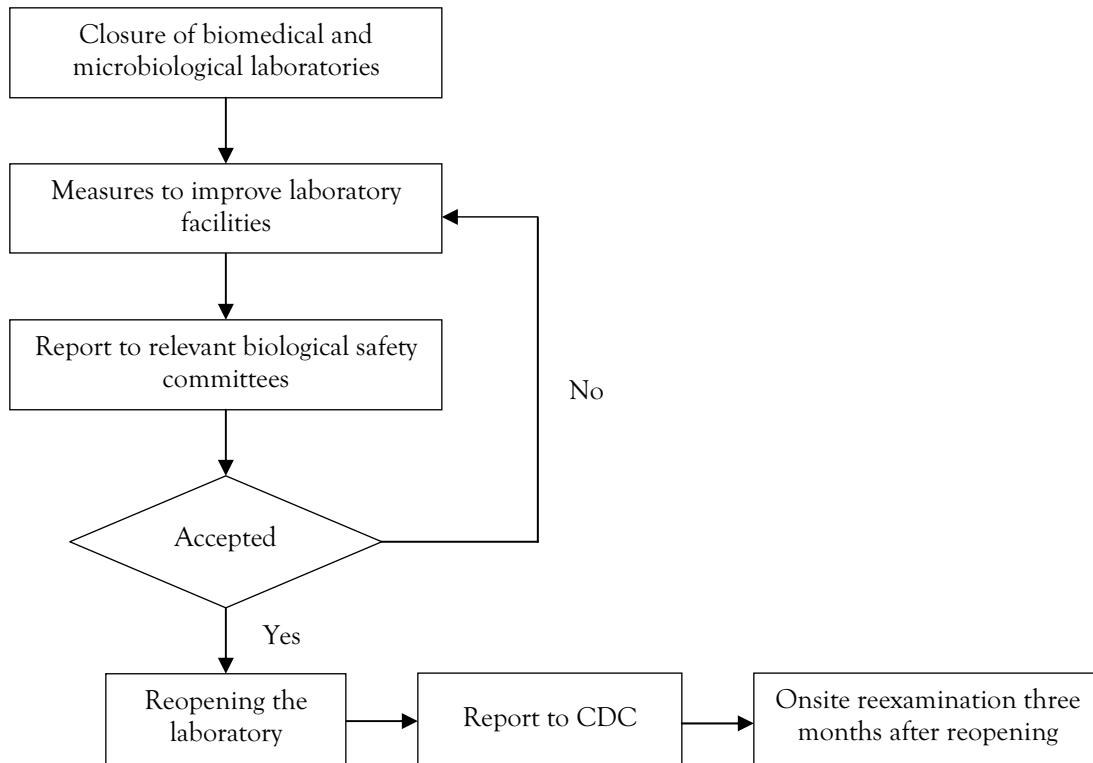 Closure of biomedical and
microbiological laboratories
Measures to improve laboratory
facilities
Report to relevant biological safety
committees
No
Accepted
Yes
Reopening the
laboratory
Report to CDC
Onsite reexamination three
months after reopening